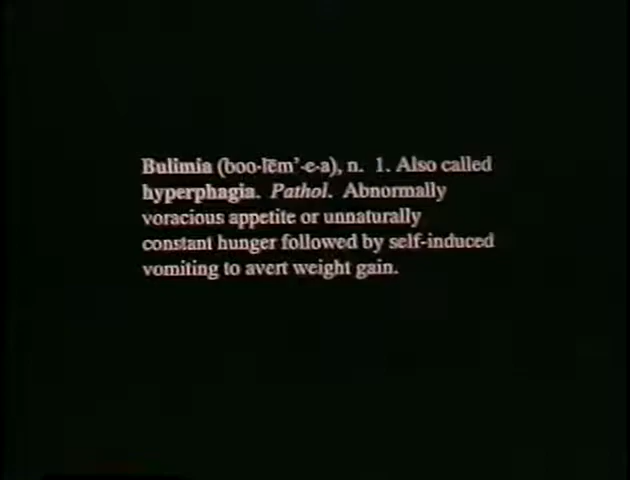 Bulimia (boo·lēm'·e·a), n. 1. Also called
hyperphagia. Pathol. Abnormally
voracious appetite or unnaturally
constant hunger followed by self-induced
vomiting to avert weight gain.